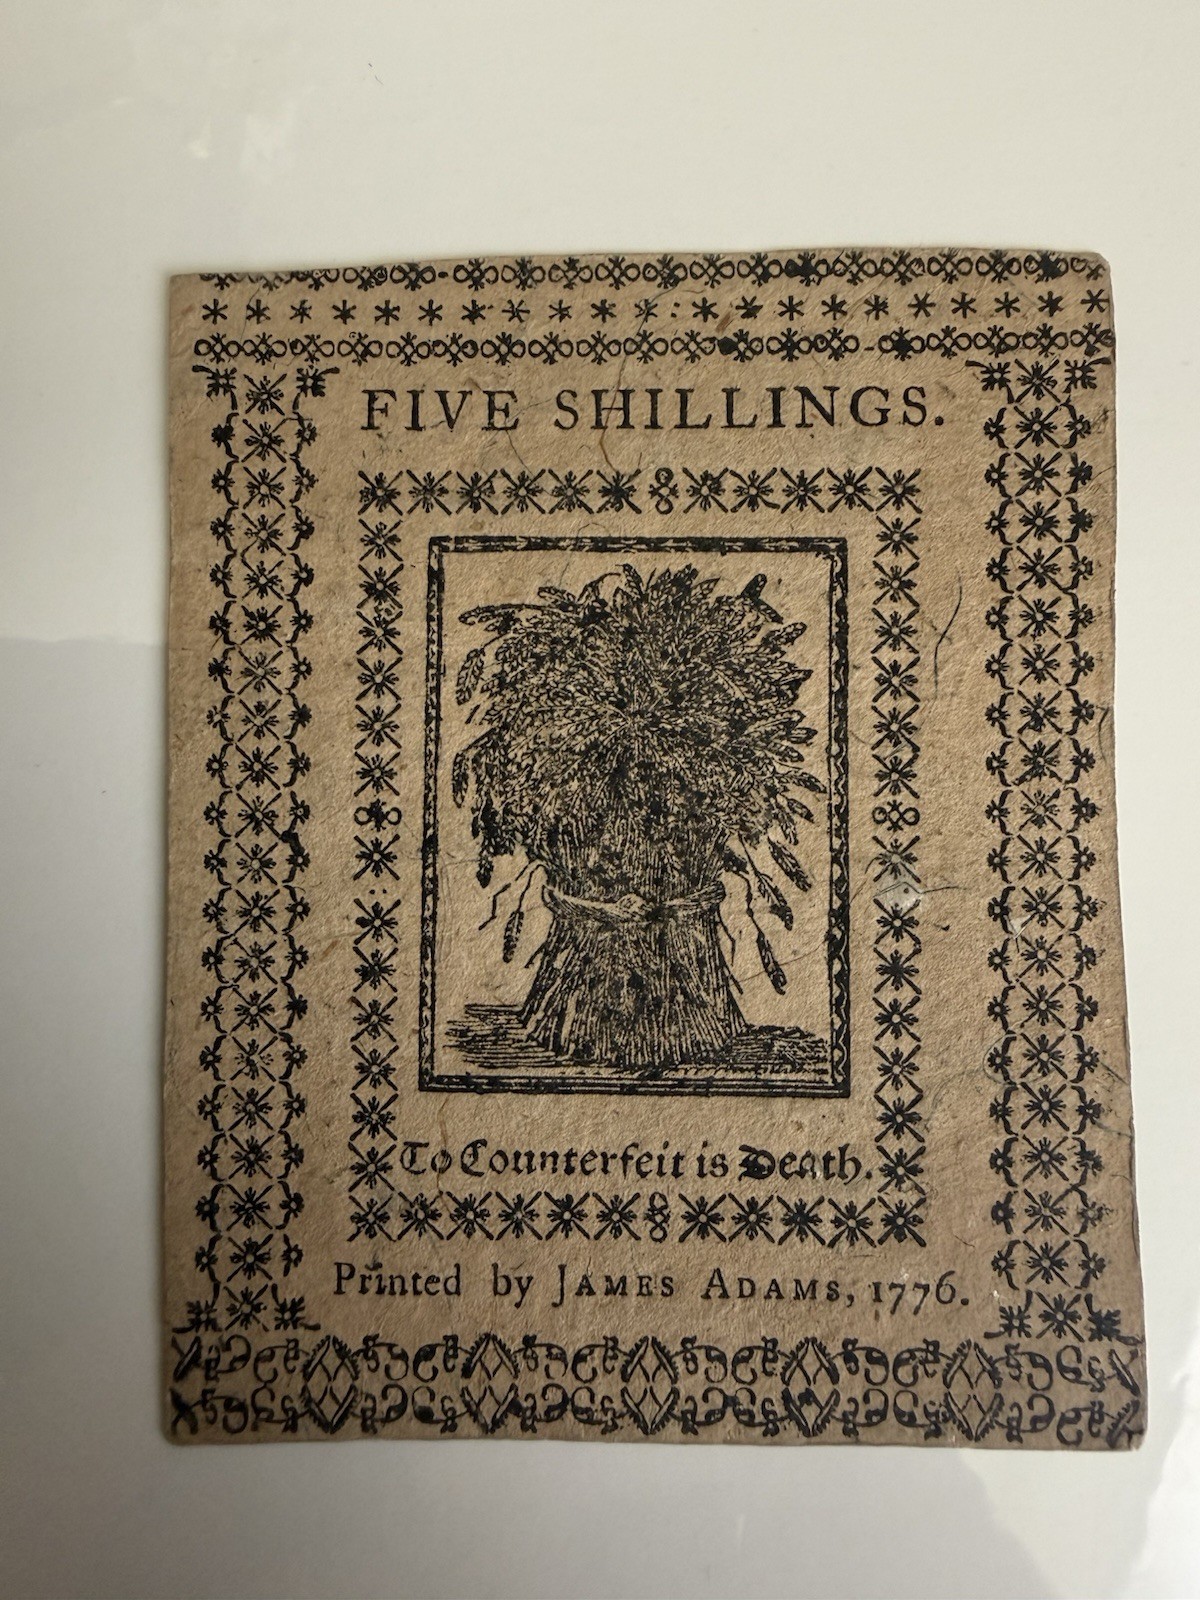 FIVE SHILLINGS.
To Counterfeit is Death.
Printed by JAMES ADAMS, 1776.